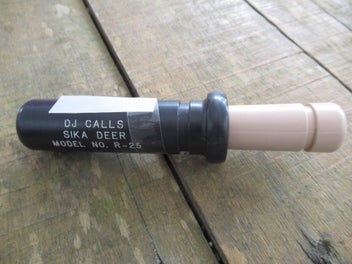 DJ CALLS
SIKA DEER
MODEL NO. R-25